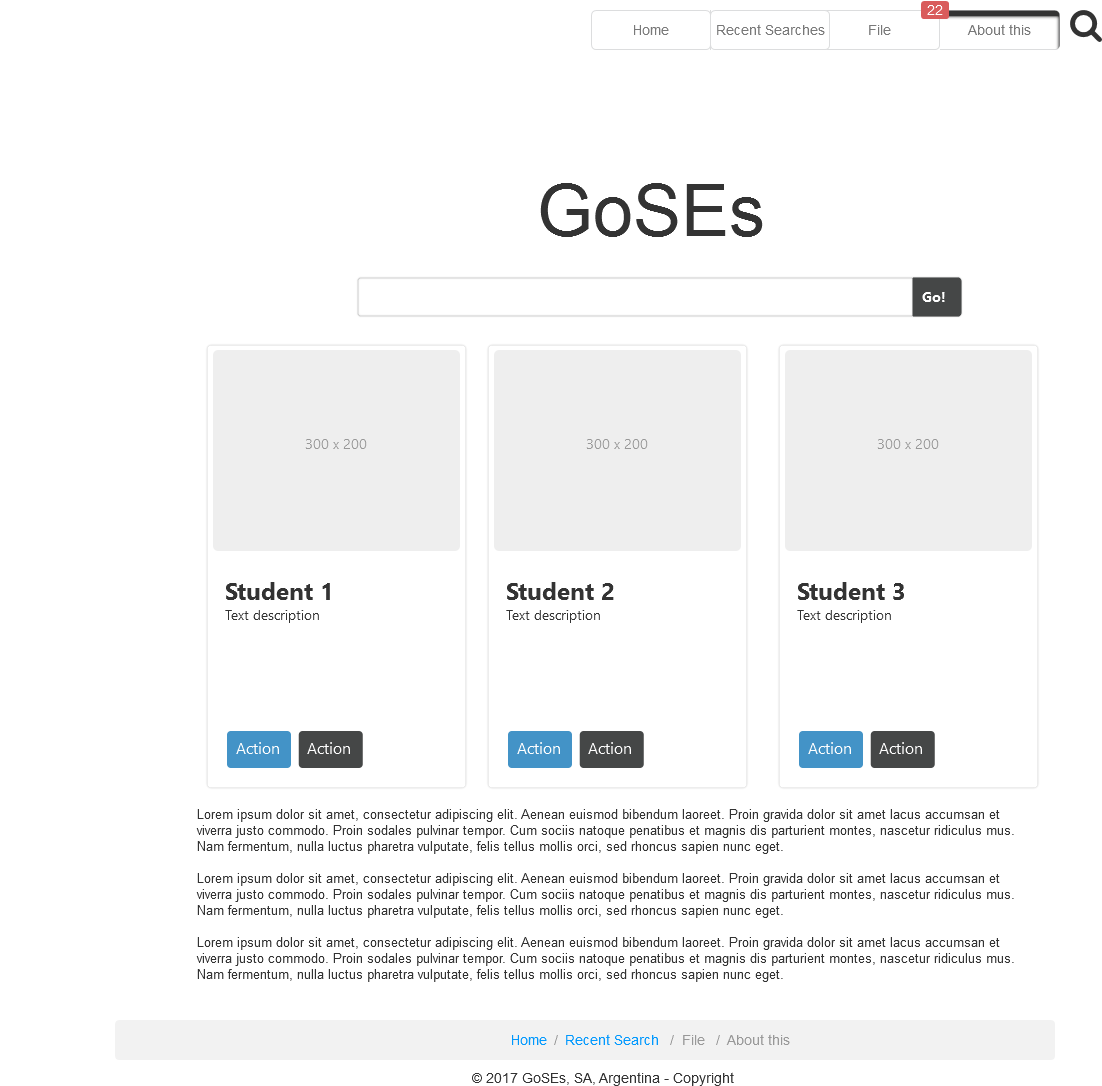 22
Home
Recent Searches
File
About this
GoSEs
Go!
300 x 200
300 x 200
300 x 200
Student 1
Text description
Student 2
Text description
Student 3
Text description
Action Action
Action Action
Action Action
Lorem ipsum dolor sit amet, consectetur adipiscing elit. Aenean euismod bibendum laoreet. Proin gravida dolor sit amet lacus accumsan et
viverra justo commodo. Proin sodales pulvinar tempor. Cum sociis natoque penatibus et magnis dis parturient montes, nascetur ridiculus mus.
Nam fermentum, nulla luctus pharetra vulputate, felis tellus mollis orci, sed rhoncus sapien nunc eget.
Lorem ipsum dolor sit amet, consectetur adipiscing elit. Aenean euismod bibendum laoreet. Proin gravida dolor sit amet lacus accumsan et
viverra justo commodo. Proin sodales pulvinar tempor. Cum sociis natoque penatibus et magnis dis parturient montes, nascetur ridiculus mus.
Nam fermentum, nulla luctus pharetra vulputate, felis tellus mollis orci, sed rhoncus sapien nunc eget.
Lorem ipsum dolor sit amet, consectetur adipiscing elit. Aenean euismod bibendum laoreet. Proin gravida dolor sit amet lacus accumsan et
viverra justo commodo. Proin sodales pulvinar tempor. Cum sociis natoque penatibus et magnis dis parturient montes, nascetur ridiculus mus.
Nam fermentum, nulla luctus pharetra vulputate, felis tellus mollis orci, sed rhoncus sapien nunc eget.
Home / Recent Search / File / About this
© 2017 GoSEs, SA, Argentina - Copyright